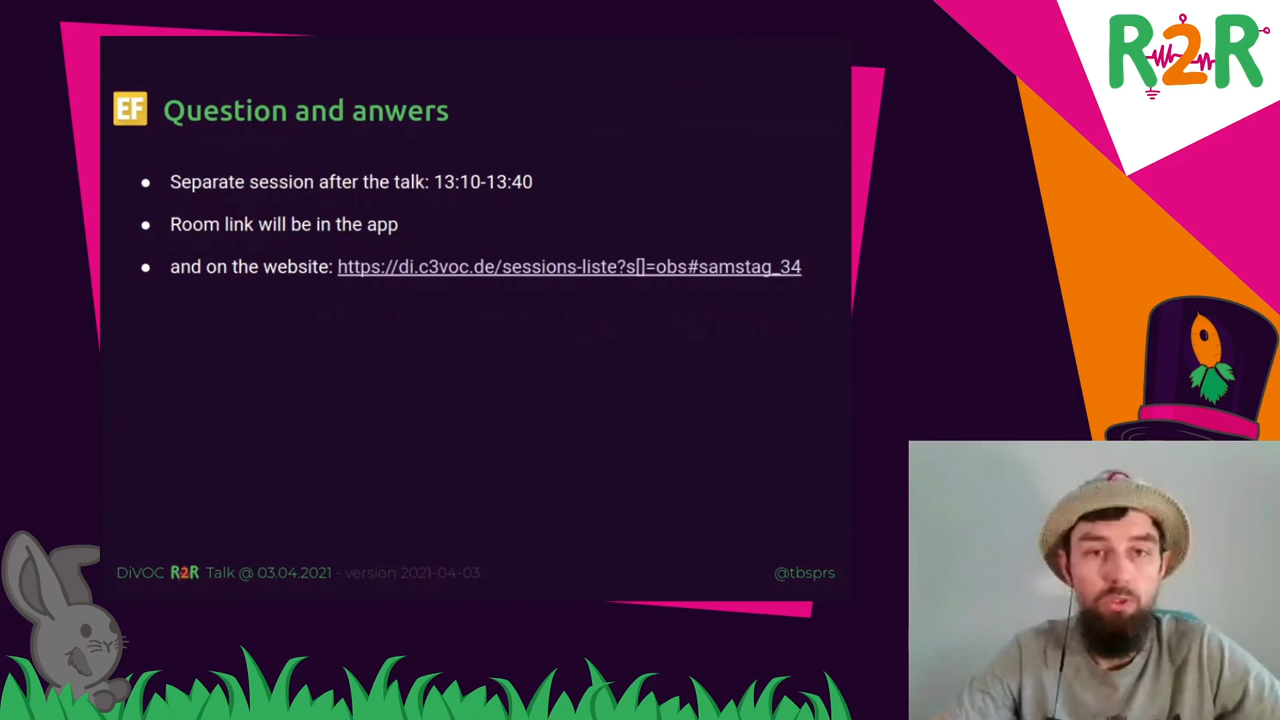 R2R
EF Question and anwers
● Separate session after the talk: 13:10-13:40
● Room link will be in the app
● and on the website: https://di.c3voc.de/sessions-liste?s[]=obs#samstag_34
DiVOC R2R Talk @ 03.04.2021 - version 2021-04-03
@tbsprs